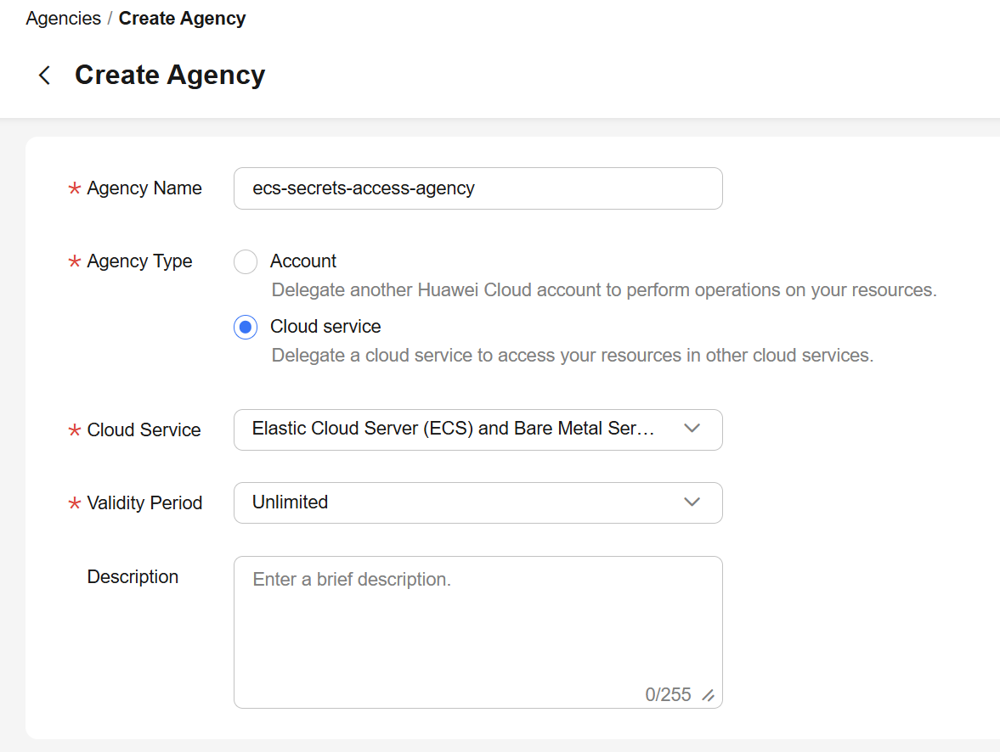 Agencies / Create Agency
Create Agency
* Agency Name ecs-secrets-access-agency
* Agency Type Account
Delegate another Huawei Cloud account to perform operations on your resources.
Cloud service
Delegate a cloud service to access your resources in other cloud services.
* Cloud Service Elastic Cloud Server (ECS) and Bare Metal Ser...
* Validity Period Unlimited
Description Enter a brief description.
0/255